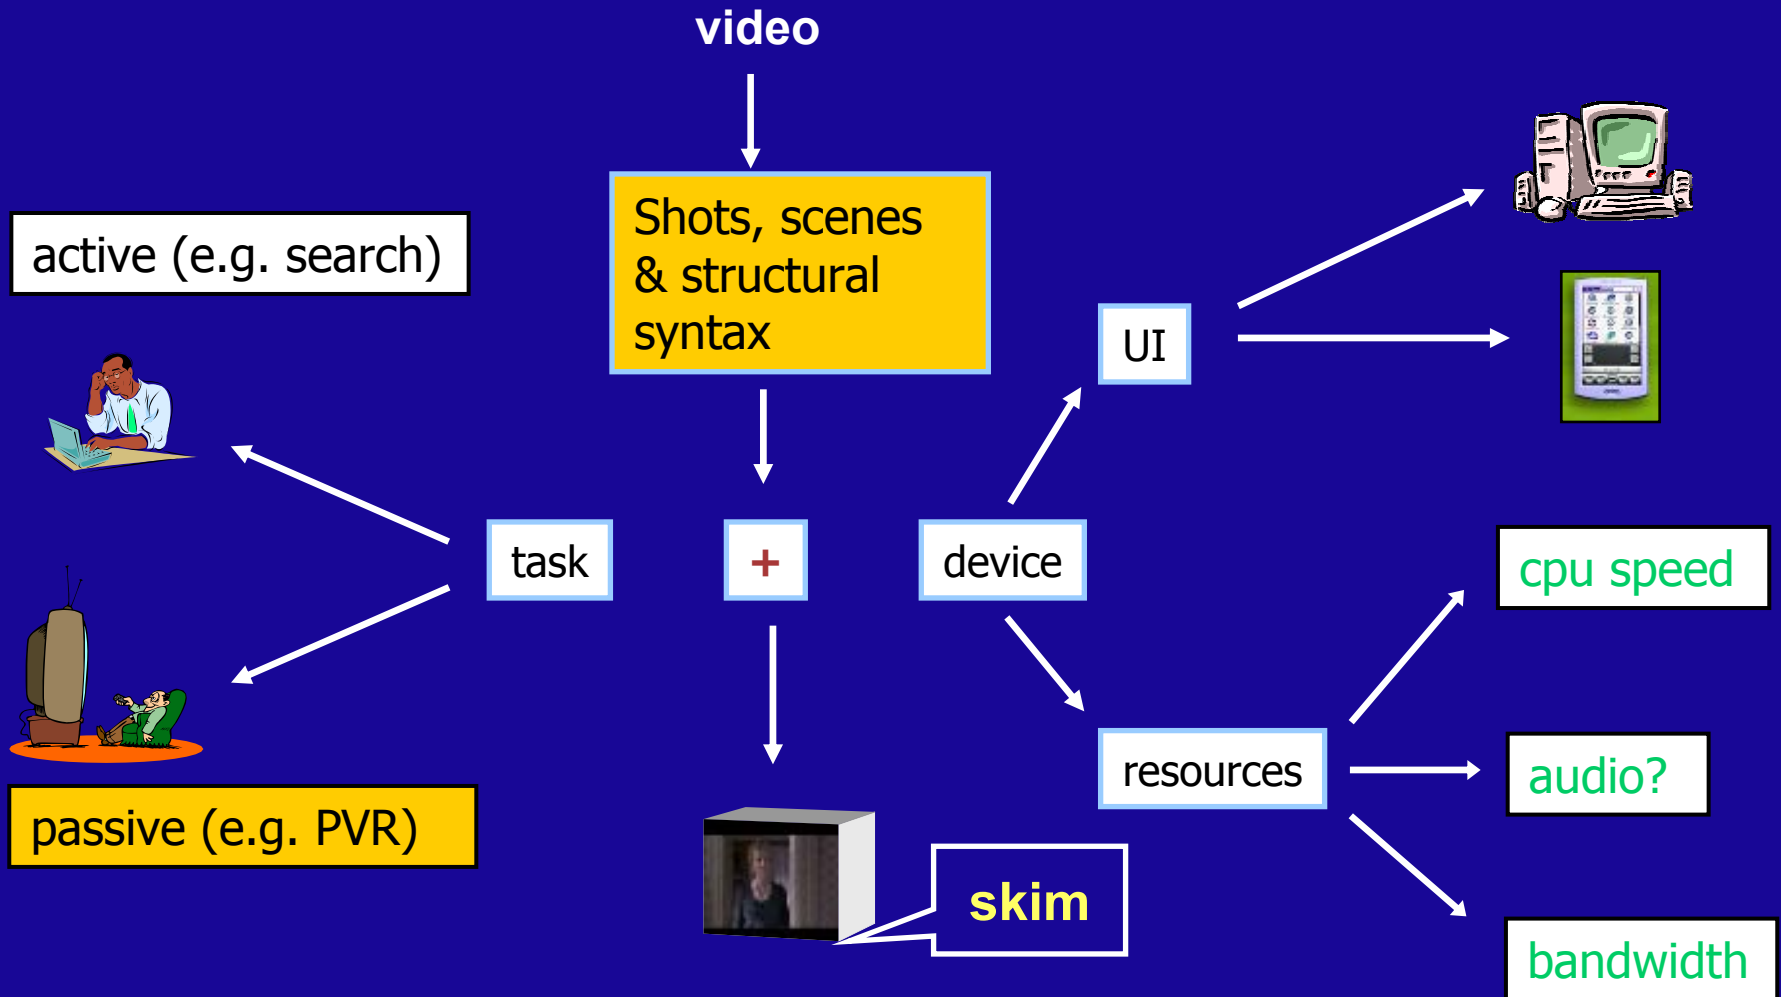 video
Shots, scenes
& structural
syntax
active (e.g. search)
UI
task
+
device
cpu speed
resources
audio?
passive (e.g. PVR)
skim
bandwidth